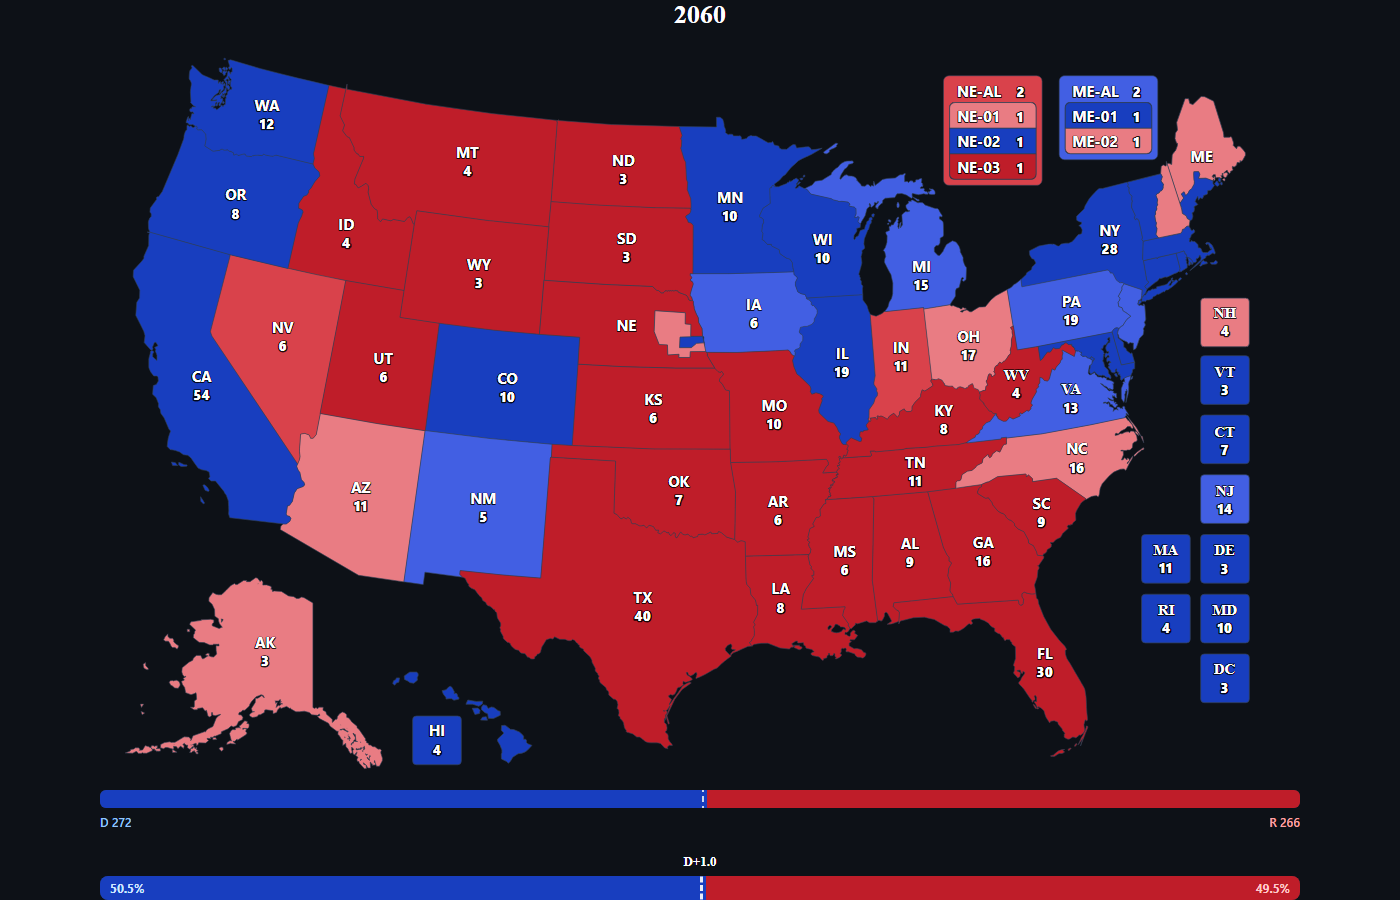 2060
NE-AL 2
NE-01 1
NE-02 1
NE-03 1
ME-AL 2
ME-01 1
ME-02 1
WA
12
OR
8
CA
54
NV
6
ID
4
MT
4
WY
3
UT
6
AZ
11
CO
10
NM
5
ND
3
SD
3
NE
KS
6
OK
7
TX
40
MN
10
IA
6
MO
10
AR
6
LA
8
WI
10
IL
19
MI
15
IN
11
OH
17
KY
8
TN
11
MS
6
AL
9
GA
16
FL
30
SC
9
NC
16
VA
13
WV
4
PA
19
NY
28
ME
NH
4
VT
3
CT
7
NJ
14
MA
11
DE
3
RI
4
MD
10
DC
3
AK
3
HI
4
D 272
R 266
D+1.0
50.5%
49.5%